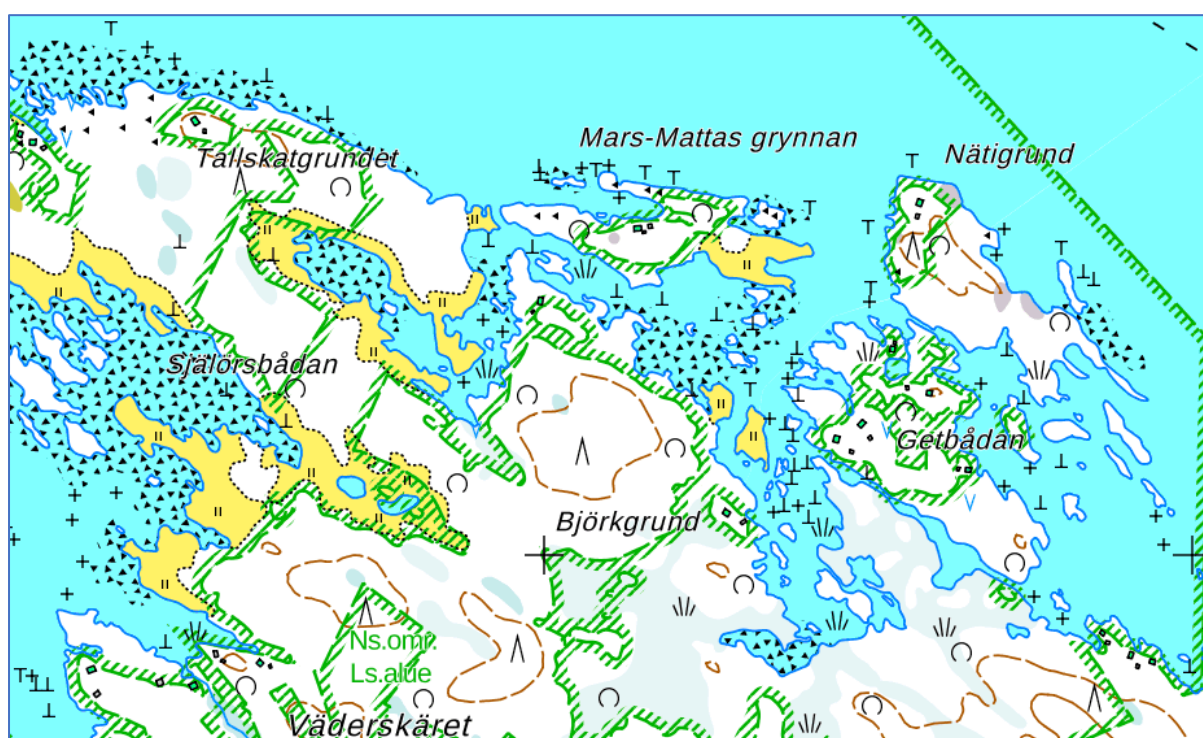 Mars-Mattas grynnan
Tallskatgrundet
Nätigrund
Själörsbådan
Getbådan
Björkgrund
Ns.omr.
Ls.alue
Väderskäret